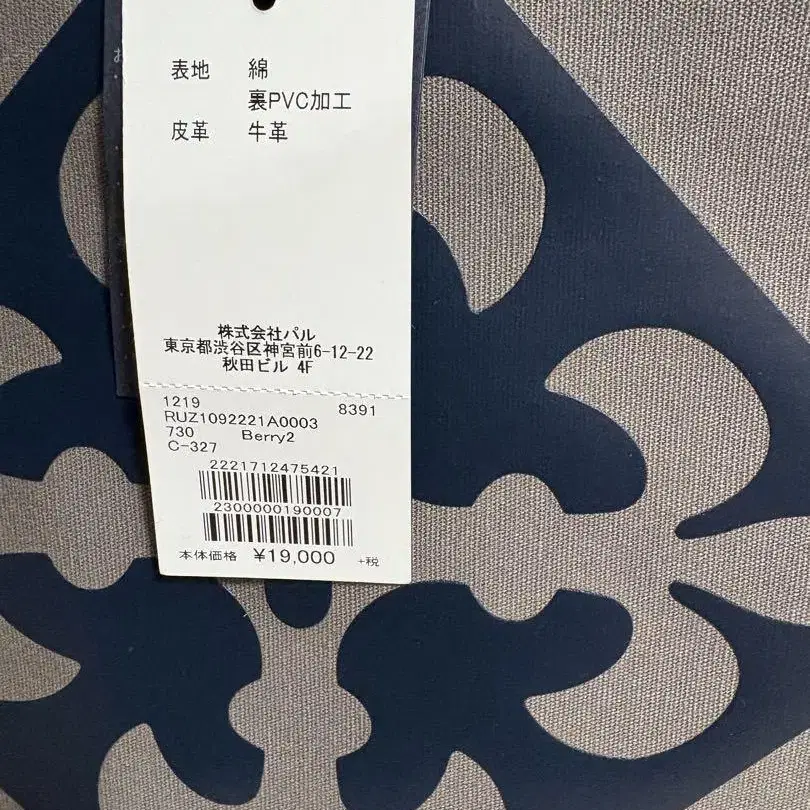 表地 綿
裏PVC加工
皮革 牛革
株式会社パル
東京都渋谷区神宮前6-12-22
秋田ビル 4F
1219 8391
RUZ1092221A0003
730 Berry2
C-327
2221712475421
2300000190007
本体価格 ¥19,000 +税